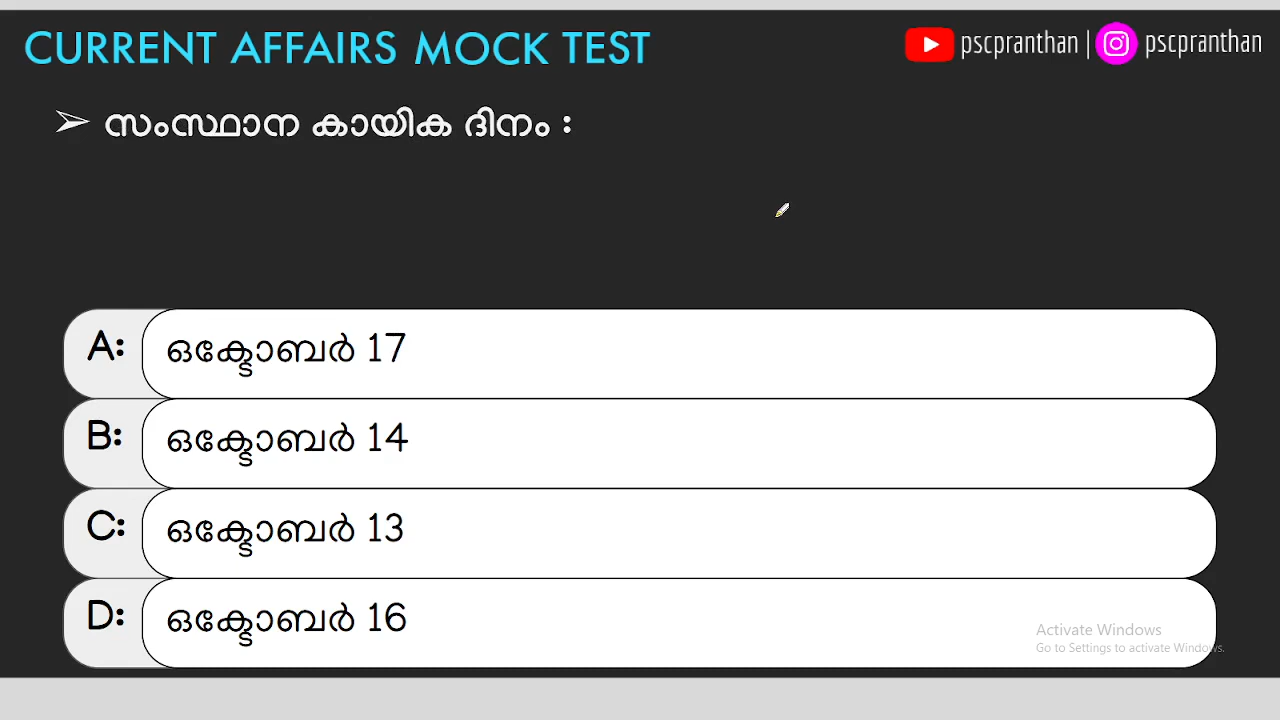 CURRENT AFFAIRS MOCK TEST
pscpranthan | pscpranthan
➢ സംസ്ഥാന കായിക ദിനം :
A: ഒക്ടോബർ 17
B: ഒക്ടോബർ 14
C: ഒക്ടോബർ 13
D: ഒക്ടോബർ 16
Activate Windows
Go to Settings to activate Windows.